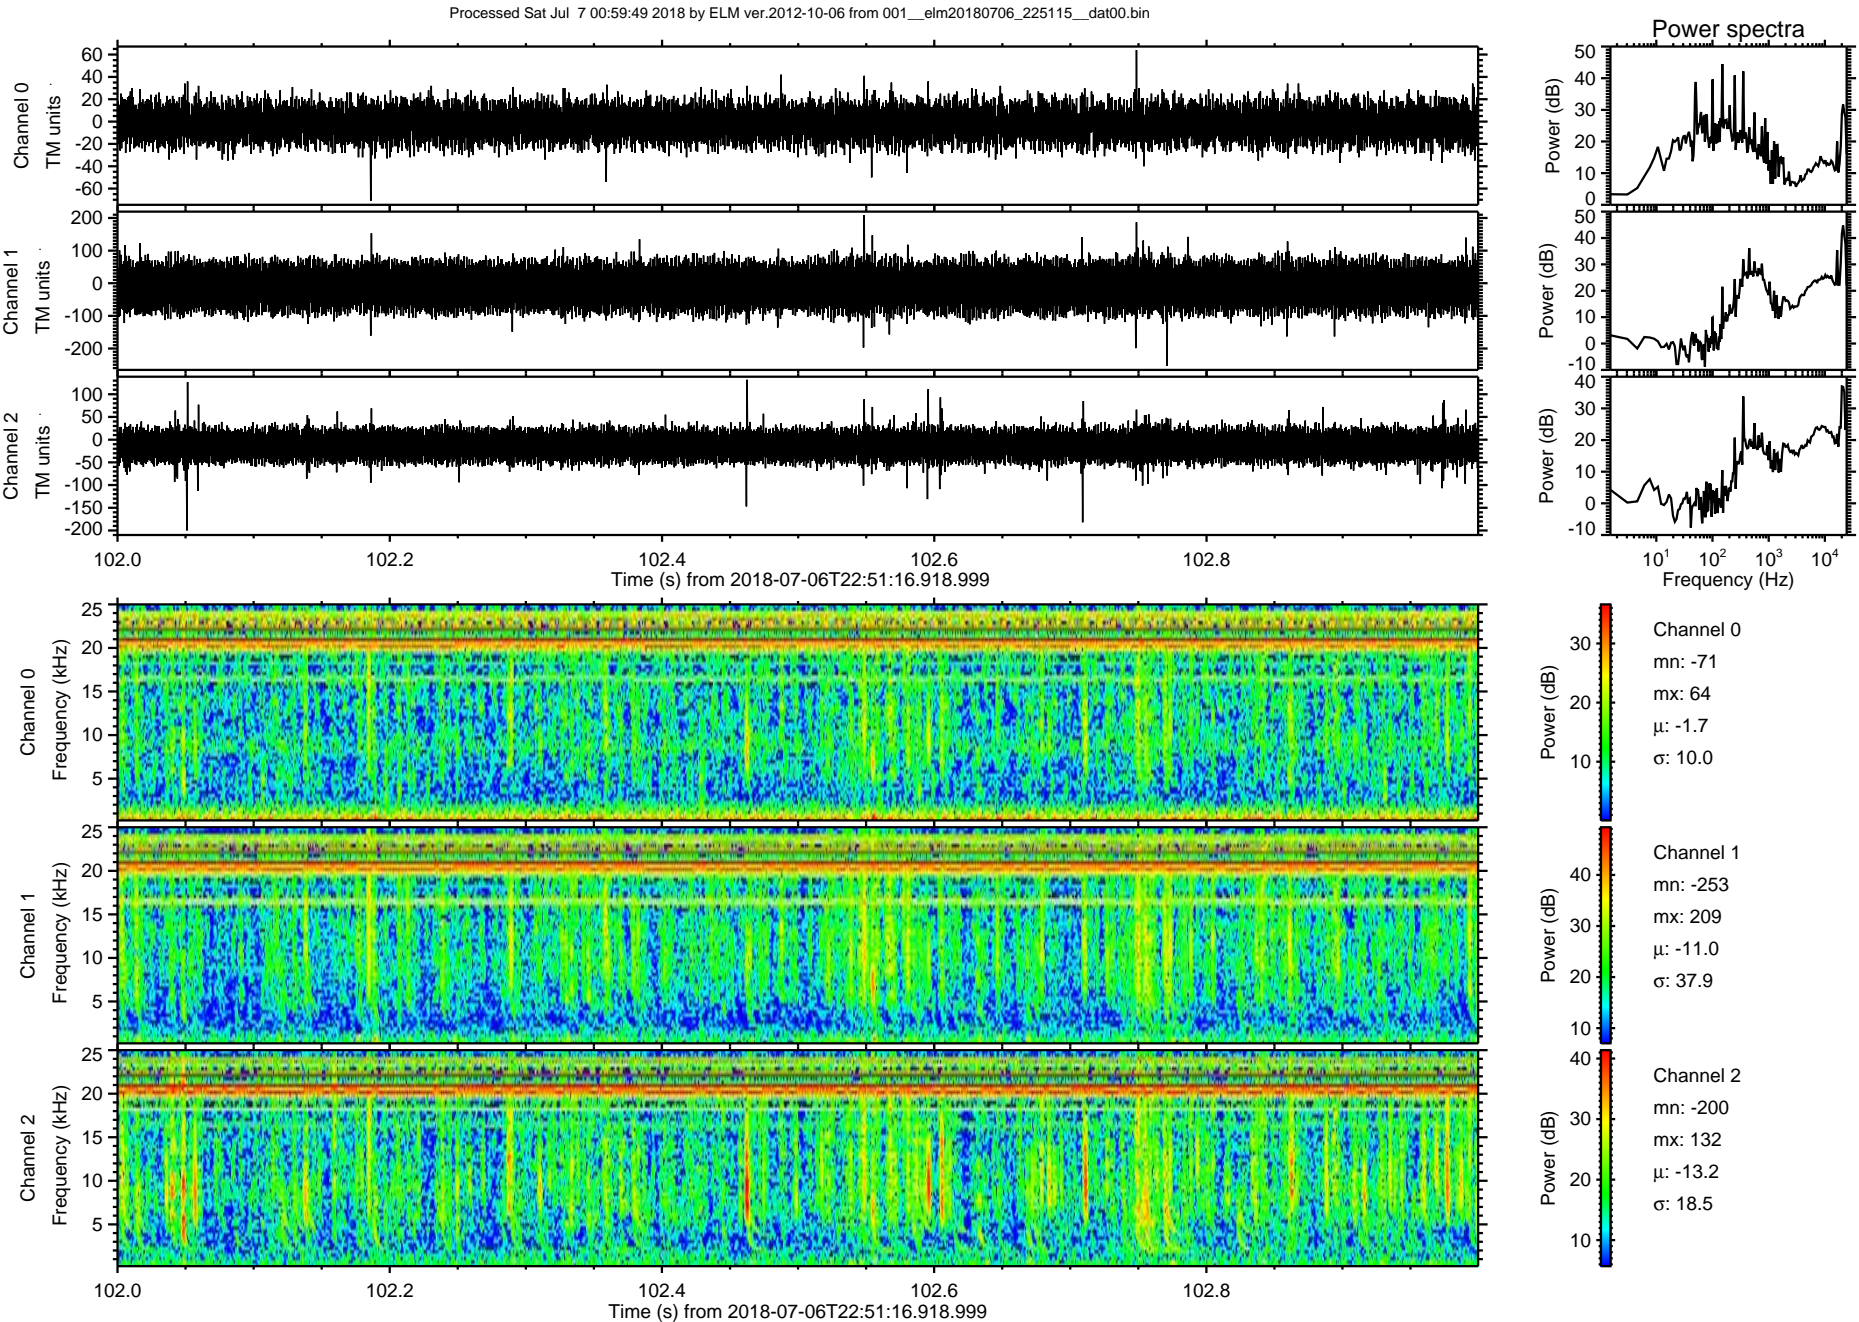 Processed Sat Jul 7 00:59:49 2018 by ELM ver.2012-10-06 from 001__elm20180706_225115__dat00.bin
Power spectra
Channel 0
TM units
60
40
20
0
-20
-40
-60
Power (dB)
50
40
30
20
10
0
Channel 1
TM units
200
100
0
-100
-200
Power (dB)
50
40
30
20
10
0
-10
Channel 2
TM units
100
50
0
-50
-100
-150
-200
Power (dB)
40
30
20
10
0
-10
102.0 102.2 102.4 102.6 102.8
Time (s) from 2018-07-06T22:51:16.918.999
10¹ 10² 10³ 10⁴
Frequency (Hz)
Channel 0
Frequency (kHz)
25
20
15
10
5
Power (dB)
30
20
10
Channel 0
mn: -71
mx: 64
μ: -1.7
σ: 10.0
Channel 1
Frequency (kHz)
25
20
15
10
5
Power (dB)
40
30
20
10
Channel 1
mn: -253
mx: 209
μ: -11.0
σ: 37.9
Channel 2
Frequency (kHz)
25
20
15
10
5
Power (dB)
40
30
20
10
Channel 2
mn: -200
mx: 132
μ: -13.2
σ: 18.5
102.0 102.2 102.4 102.6 102.8
Time (s) from 2018-07-06T22:51:16.918.999